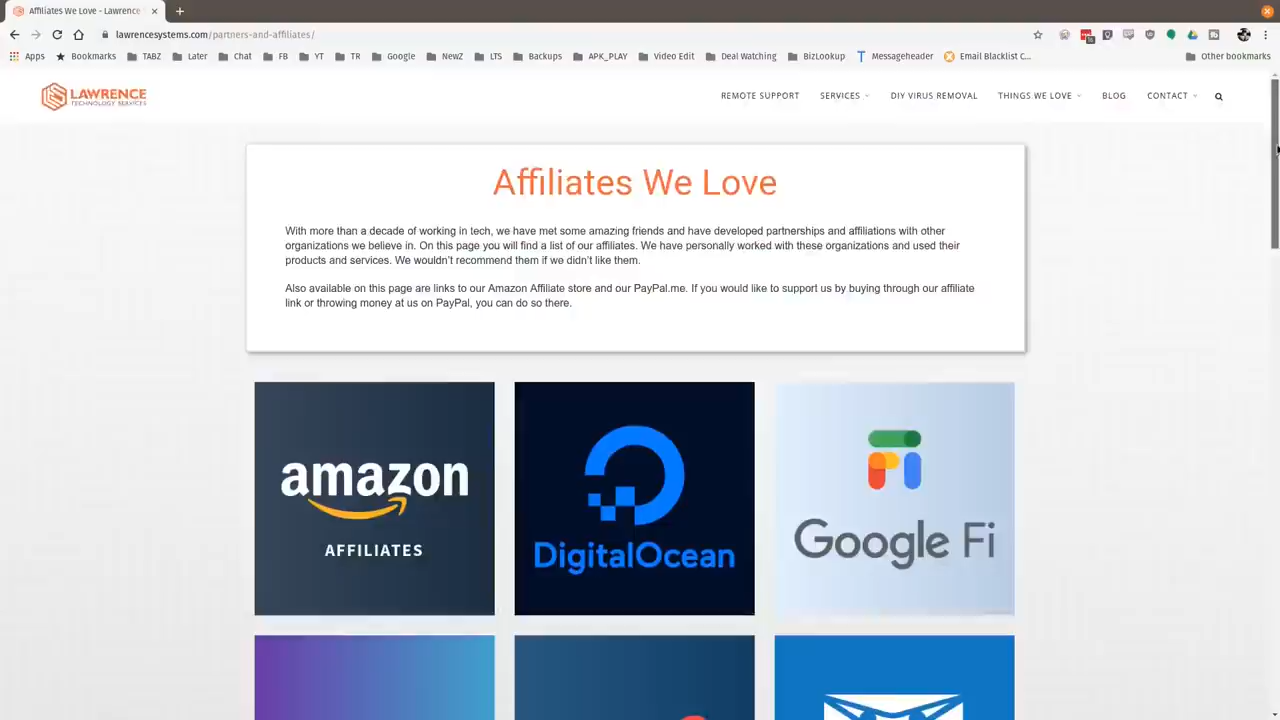 Affiliates We Love - Lawrence
lawrencesystems.com/partners-and-affiliates/
Apps Bookmarks TABZ Later Chat FB YT TR Google NewZ LTS Backups APK_PLAY Video Edit Deal Watching BizLookup Messageheader Email Blacklist C... Other bookmarks
LAWRENCE
TECHNOLOGY SERVICES
REMOTE SUPPORT SERVICES DIY VIRUS REMOVAL THINGS WE LOVE BLOG CONTACT
Affiliates We Love
With more than a decade of working in tech, we have met some amazing friends and have developed partnerships and affiliations with other
organizations we believe in. On this page you will find a list of our affiliates. We have personally worked with these organizations and used their
products and services. We wouldn't recommend them if we didn't like them.
Also available on this page are links to our Amazon Affiliate store and our PayPal.me. If you would like to support us by buying through our affiliate
link or throwing money at us on PayPal, you can do so there.
amazon
AFFILIATES
DigitalOcean
Google Fi